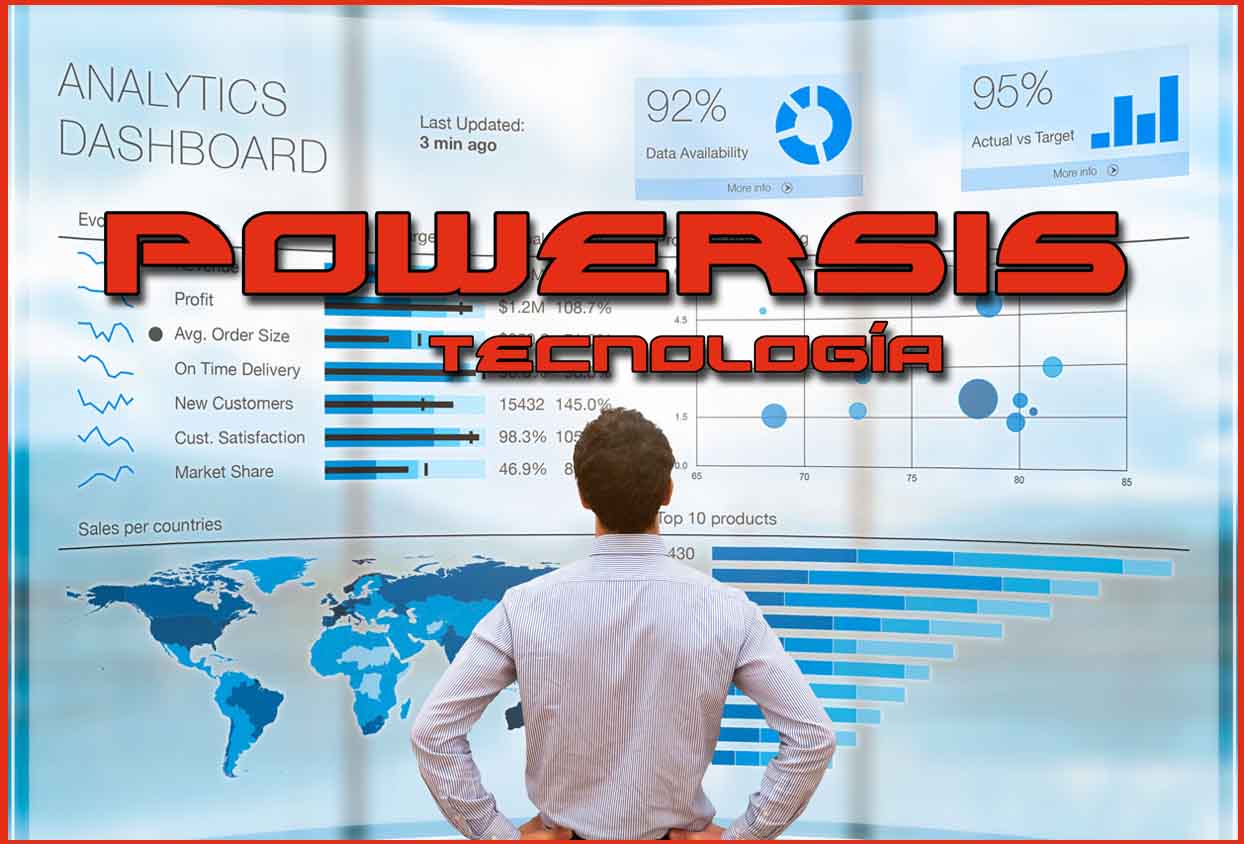 ANALYTICS
DASHBOARD
Last Updated:
3 min ago
92%
Data Availability
More info
95%
Actual vs Target
More info
POWERSIS
TECNOLOGÍA
Revenue
Profit
$1.2M 108.7%
4.5
Avg. Order Size
On Time Delivery
New Customers
15432 145.0%
1.5
Cust. Satisfaction
98.3%
Market Share
46.9%
0.0
65 70 75 80 85
Sales per countries
Top 10 products
430